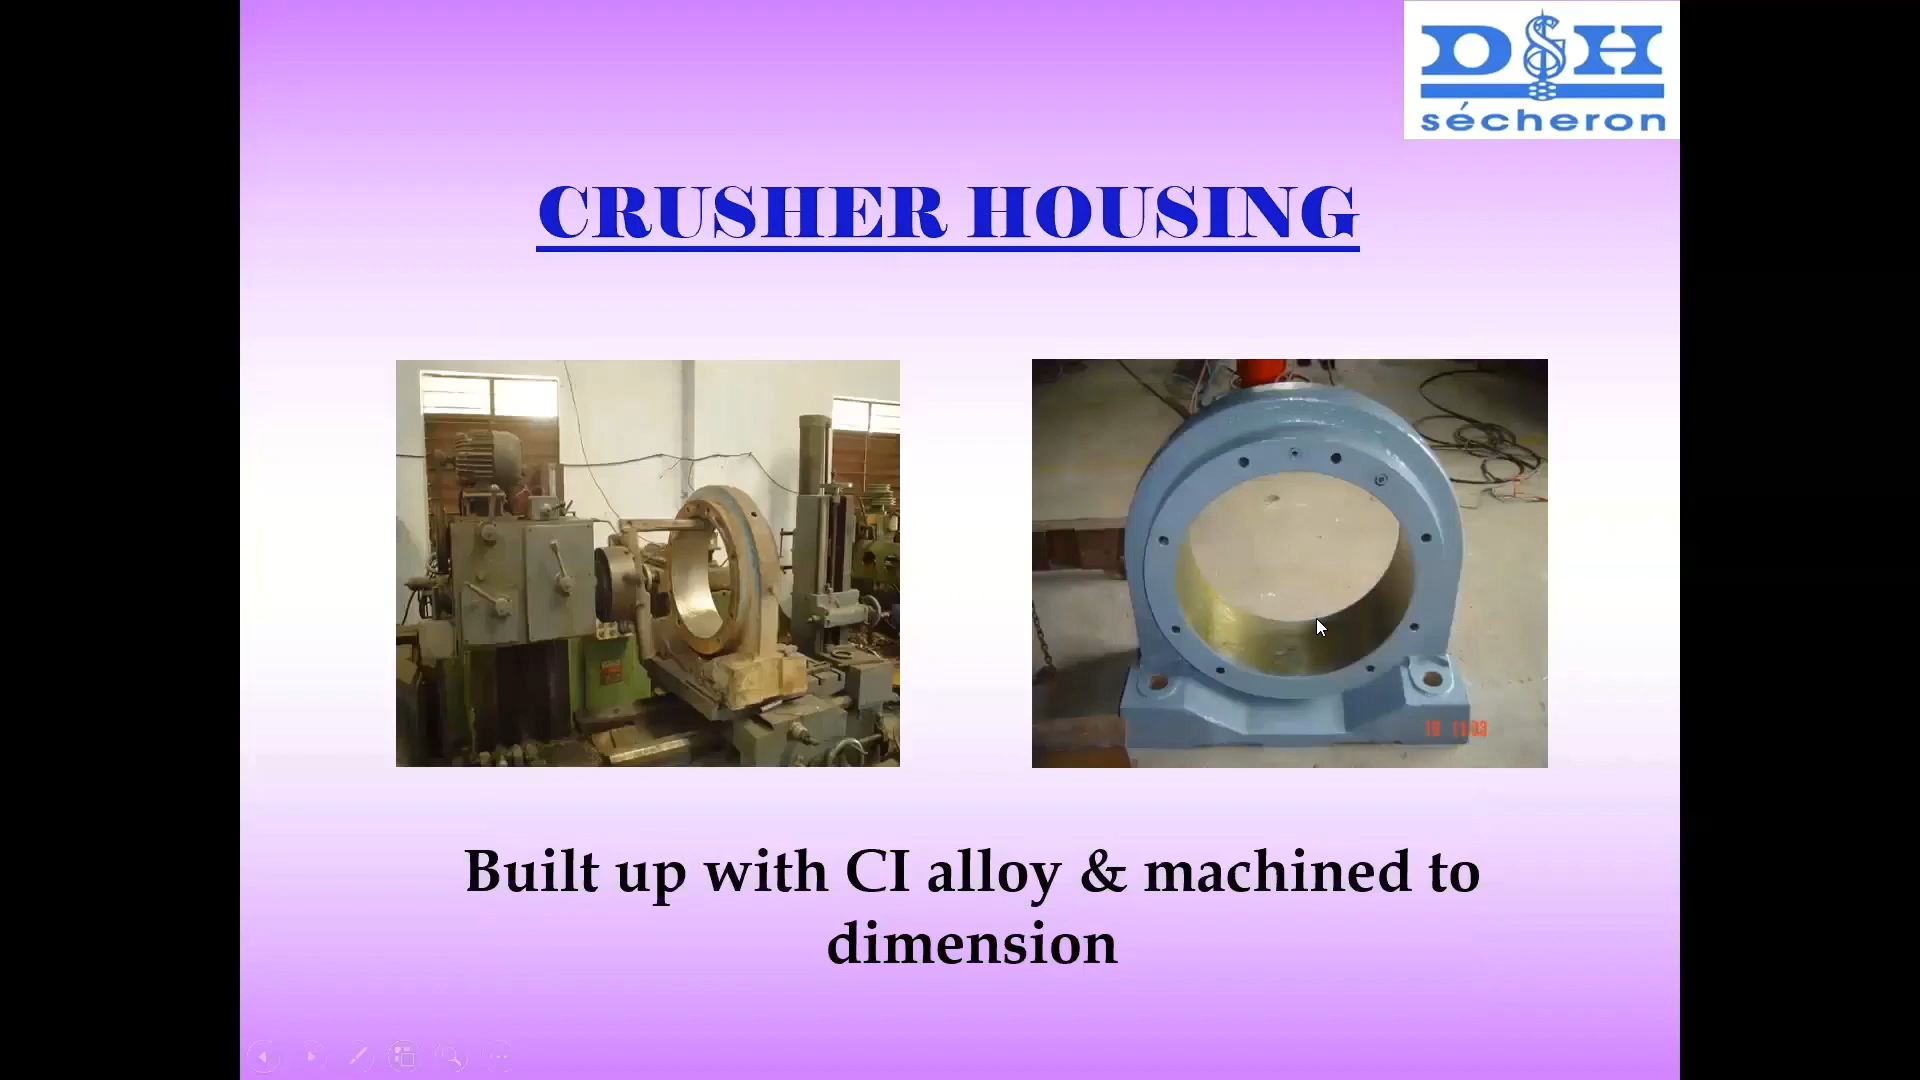 D&H
sécheron
CRUSHER HOUSING
Built up with CI alloy & machined to
dimension